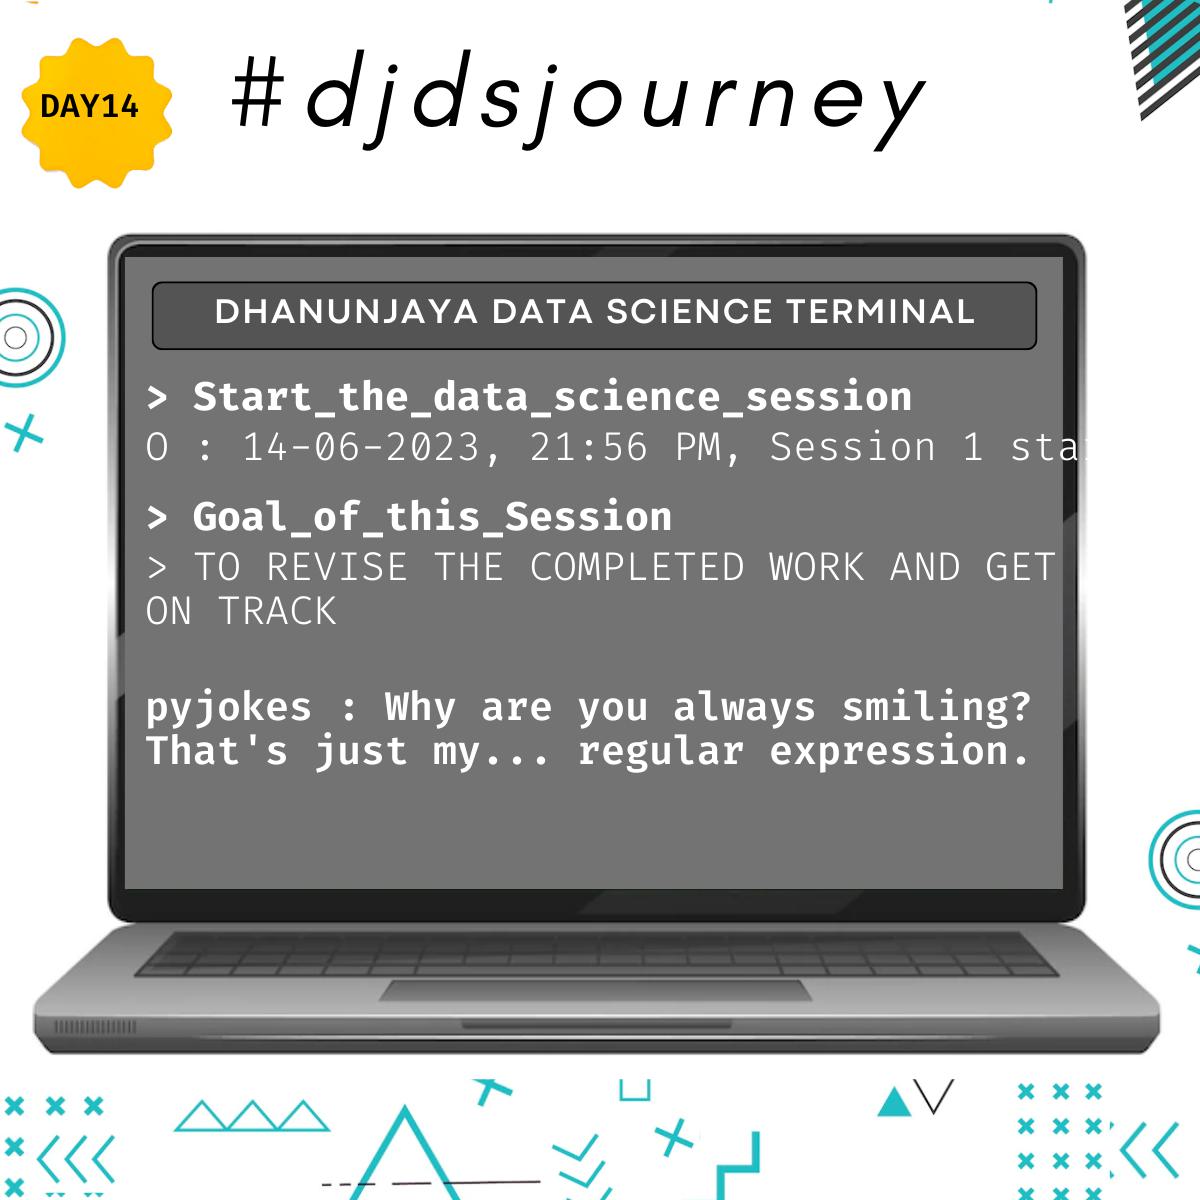 DAY14
#djdsjourney
DHANUNJAYA DATA SCIENCE TERMINAL
> Start_the_data_science_session
O : 14-06-2023, 21:56 PM, Session 1 sta
> Goal_of_this_Session
> TO REVISE THE COMPLETED WORK AND GET
ON TRACK
pyjokes : Why are you always smiling?
That's just my... regular expression.